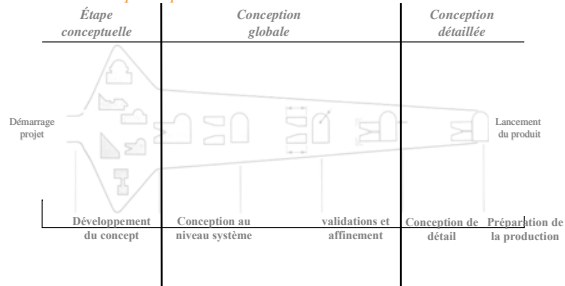 Étape
conceptuelle
Conception
globale
Conception
détaillée
Démarrage
projet
Lancement
du produit
Développement
du concept
Conception au
niveau système
validations et
affinement
Conception de
détail
Préparation de
la production